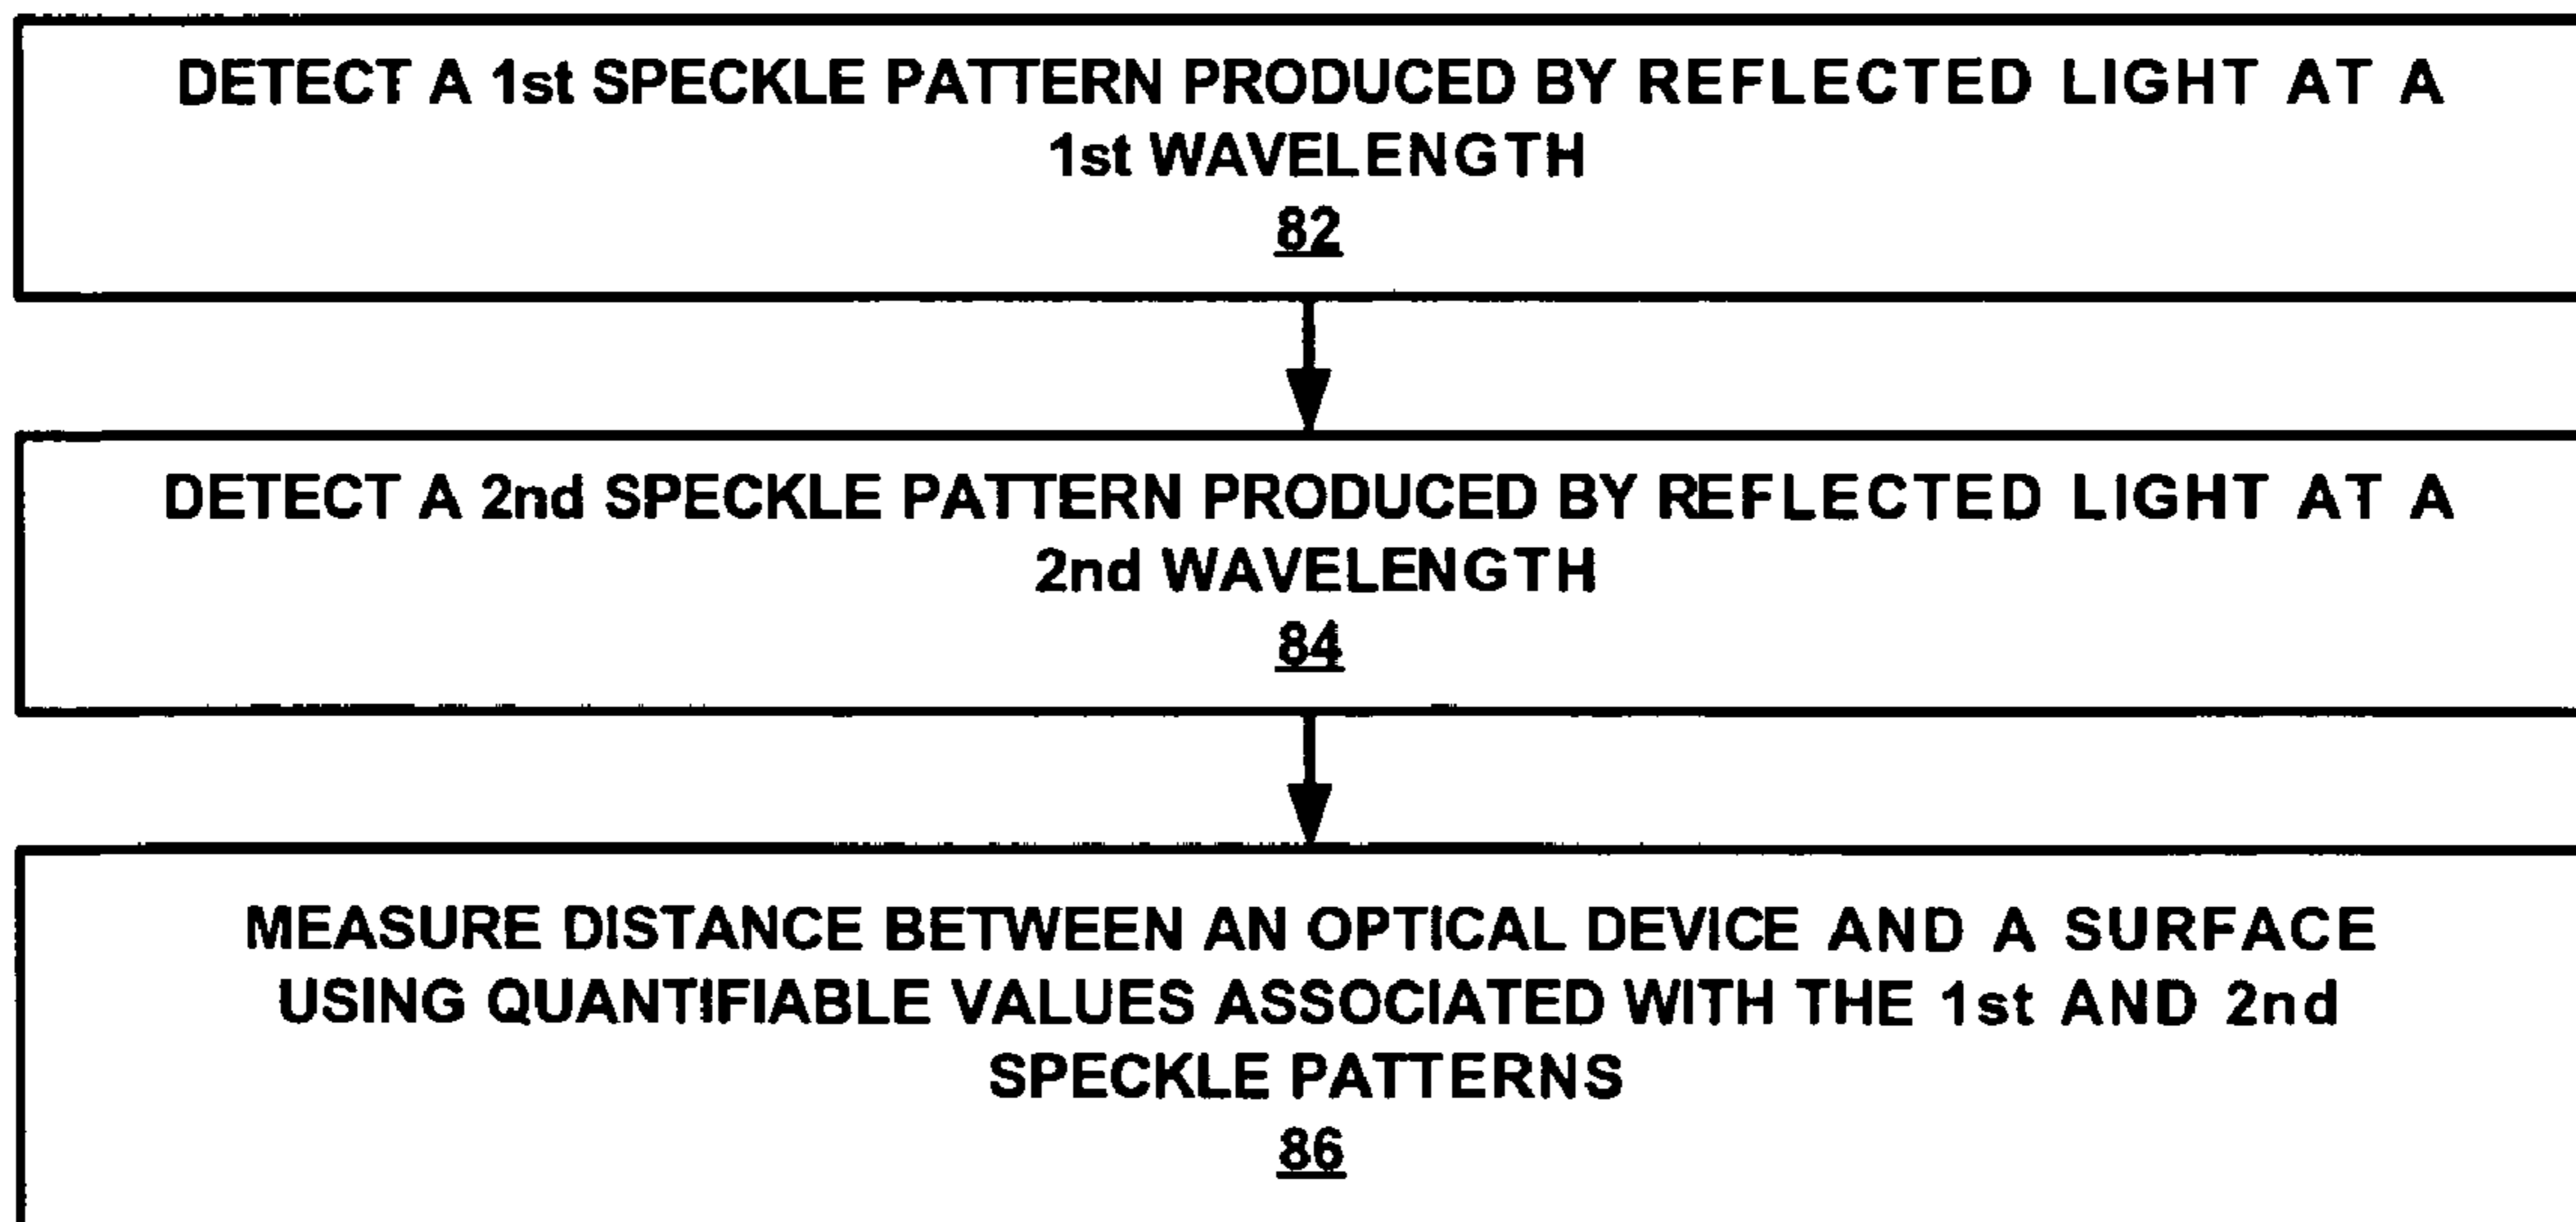 DETECT A 1st SPECKLE PATTERN PRODUCED BY REFLECTED LIGHT AT A
1st WAVELENGTH
82
DETECT A 2nd SPECKLE PATTERN PRODUCED BY REFLECTED LIGHT AT A
2nd WAVELENGTH
84
MEASURE DISTANCE BETWEEN AN OPTICAL DEVICE AND A SURFACE
USING QUANTIFIABLE VALUES ASSOCIATED WITH THE 1st AND 2nd
SPECKLE PATTERNS
86